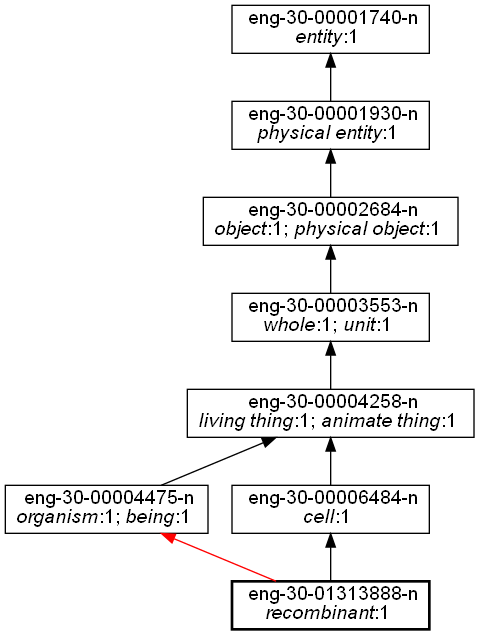 eng-30-00001740-n
entity:1
eng-30-00001930-n
physical entity:1
eng-30-00002684-n
object:1; physical object:1
eng-30-00003553-n
whole:1; unit:1
eng-30-00004258-n
living thing:1; animate thing:1
eng-30-00004475-n
organism:1; being:1
eng-30-00006484-n
cell:1
eng-30-01313888-n
recombinant:1